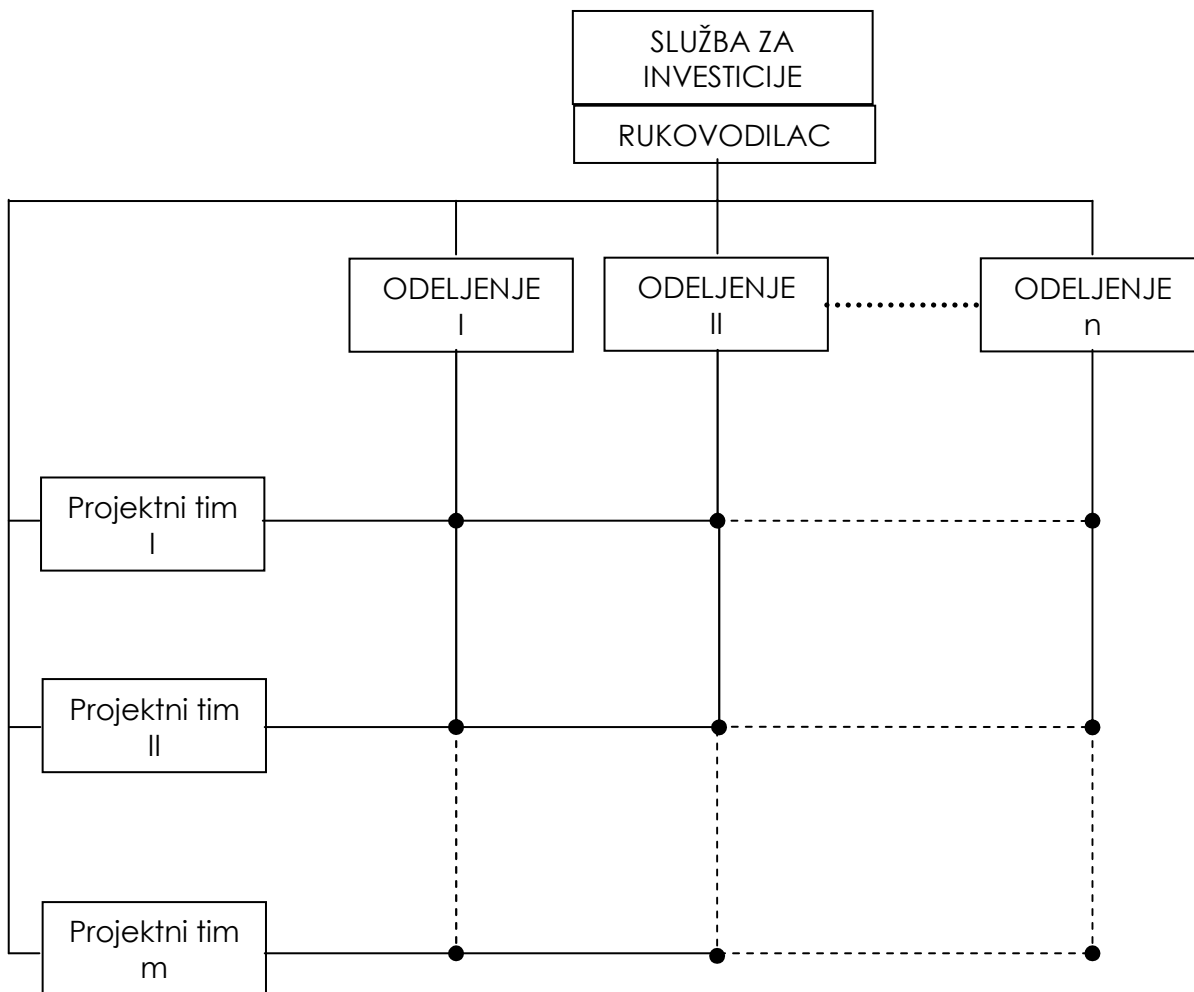 SLUŽBA ZA
INVESTICIJE
RUKOVODILAC
ODELJENJE
I
ODELJENJE
II
ODELJENJE
n
Projektni tim
I
Projektni tim
II
Projektni tim
m